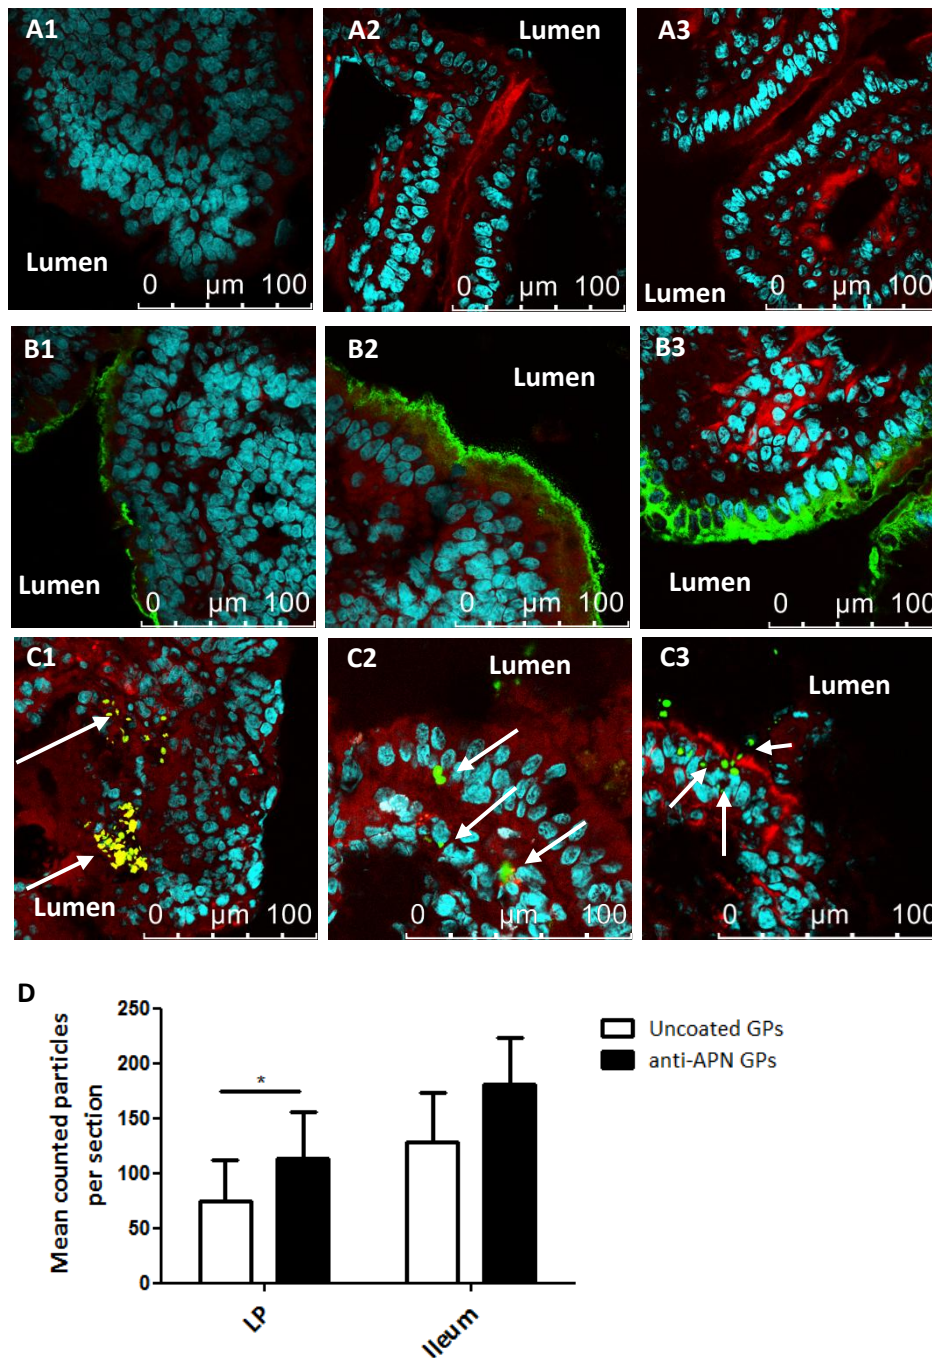 A1
A2
Lumen
A3
Lumen
0 µm 100
0 µm 100
Lumen
0 µm 100
B1
B2
Lumen
B3
Lumen
0 µm 100
0 µm 100
Lumen
0 µm 100
C1
C2
Lumen
C3
Lumen
Lumen
0 µm 100
0 µm 100
0 µm 100
D
Mean counted particles
per section
250
200
150
100
50
0
*
LP
Ileum
Uncoated GPs
anti-APN GPs